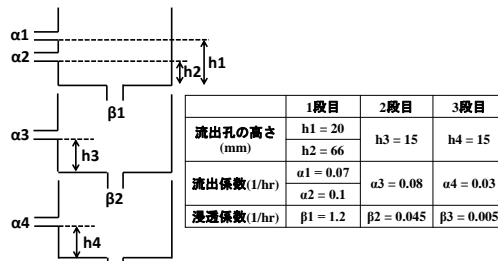 α1
α2
h1
h2
β1
α3
h3
β2
α4
h4
1段目 2段目 3段目
流出孔の高さ
(mm)
h1 = 20
h2 = 66
h3 = 15
h4 = 15
流出係数(1/hr)
α1 = 0.07
α2 = 0.1
α3 = 0.08
α4 = 0.03
浸透係数(1/hr) β1 = 1.2 β2 = 0.045 β3 = 0.005